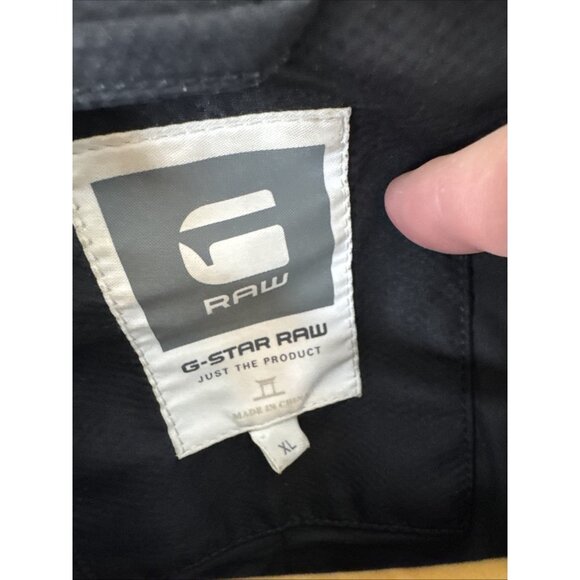 G
RAW
G-STAR RAW
JUST THE PRODUCT
MADE IN CHINA
XL